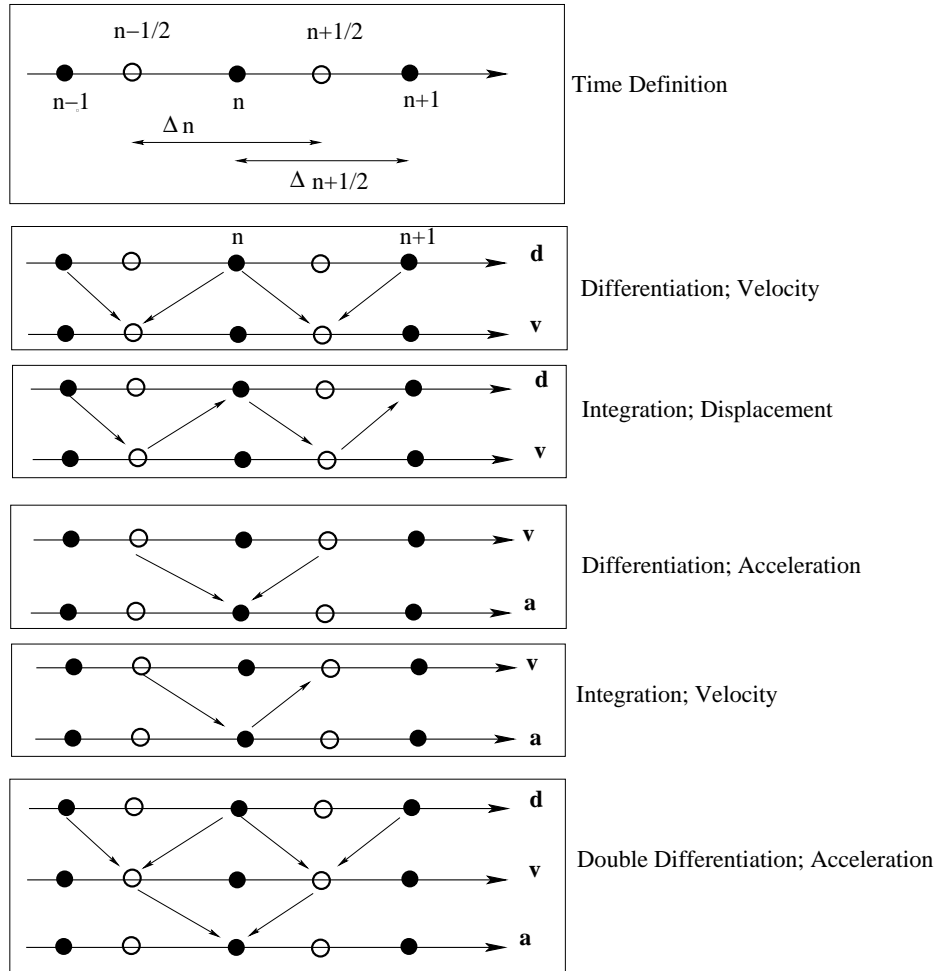 n−1/2 n+1/2
n−1 n n+1
Time Definition
Δ n
Δ n+1/2
n n+1
d
Differentiation; Velocity
v
d
Integration; Displacement
v
v
Differentiation; Acceleration
a
v
Integration; Velocity
a
d
Double Differentiation; Acceleration
v
a